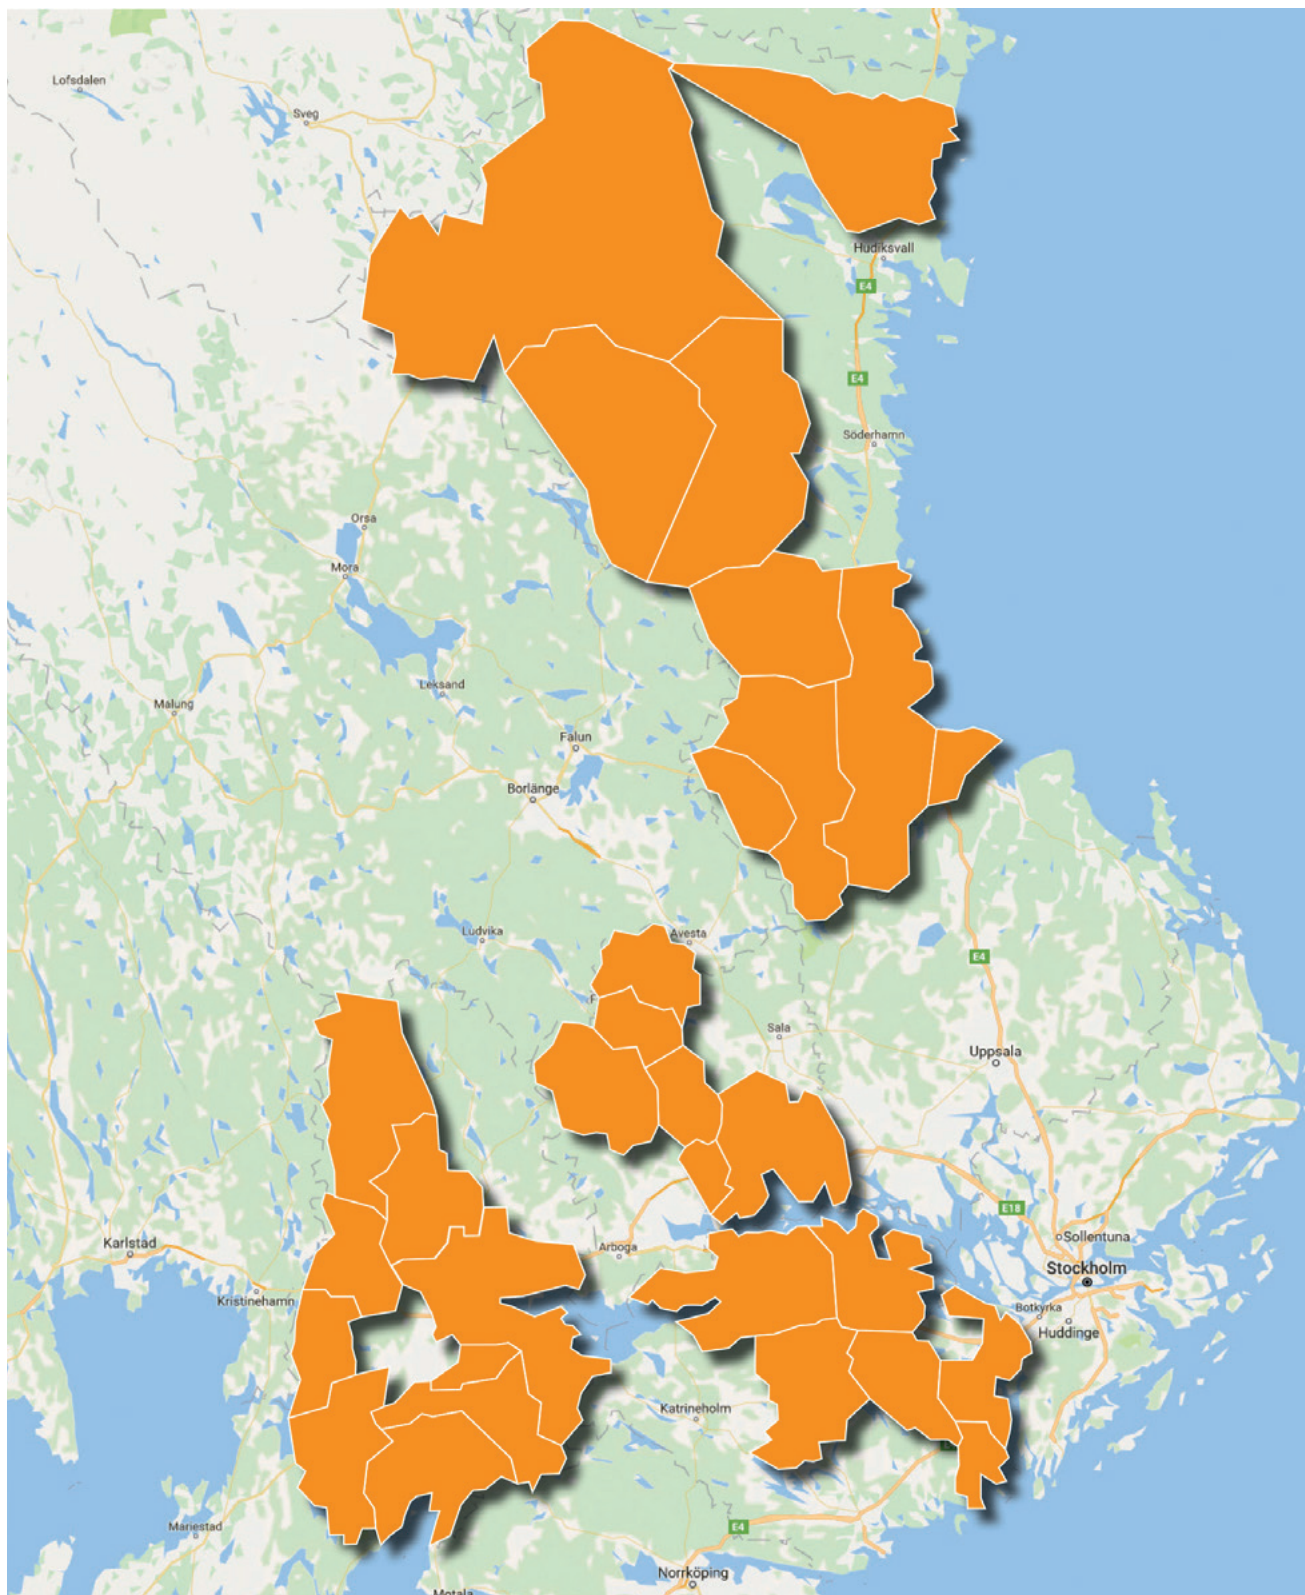 Lofsdalen
Sveg
Hudiksvall
E4
E4
Söderhamn
Orsa
Mora
Leksand
Malung
Falun
Borlänge
Ludvika
Avesta
E4
Sala
Uppsala
E18
Karlstad
Sollentuna
Arboga
Stockholm
Kristinehamn
Botkyrka
Huddinge
Katrineholm
Mariestad
E4
Norrköping
Motala